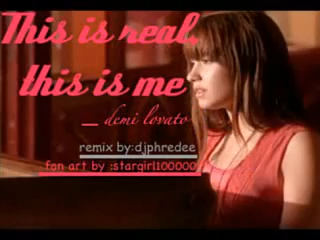 This is real,
this is me
_ demi lovato
remix by:djphredee
fan art by :stargirl100000